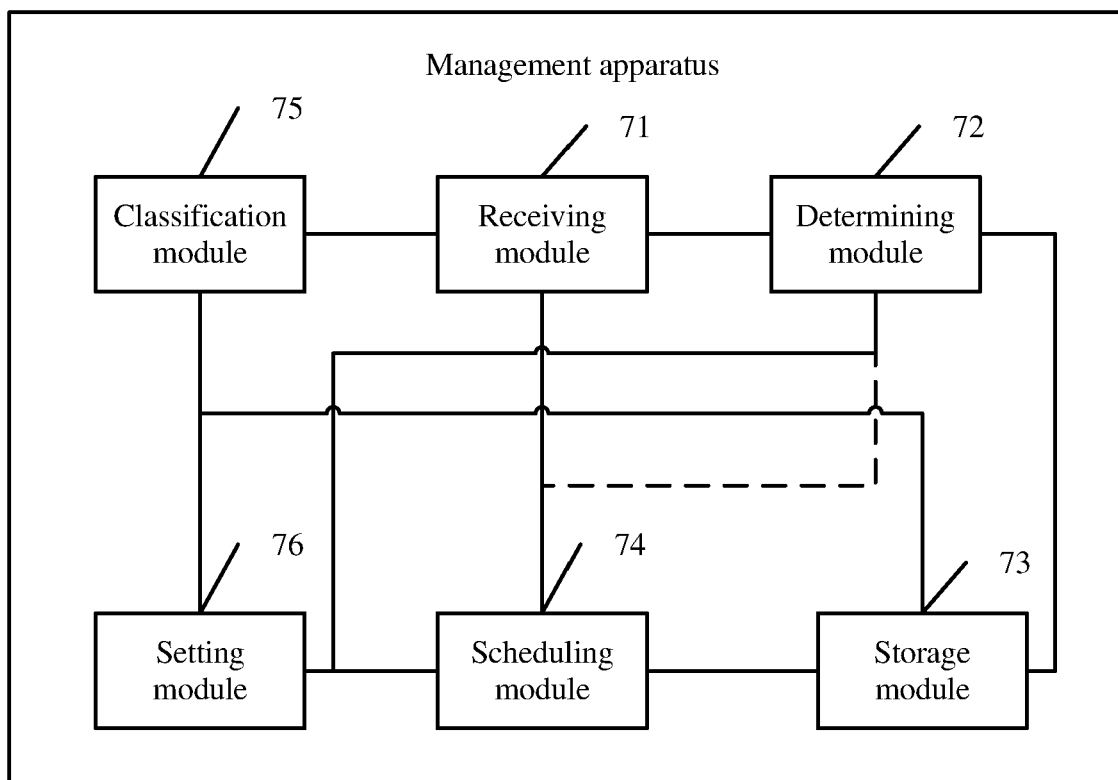 Management apparatus
75
71
72
Classification
module
Receiving
module
Determining
module
76
74
73
Setting
module
Scheduling
module
Storage
module